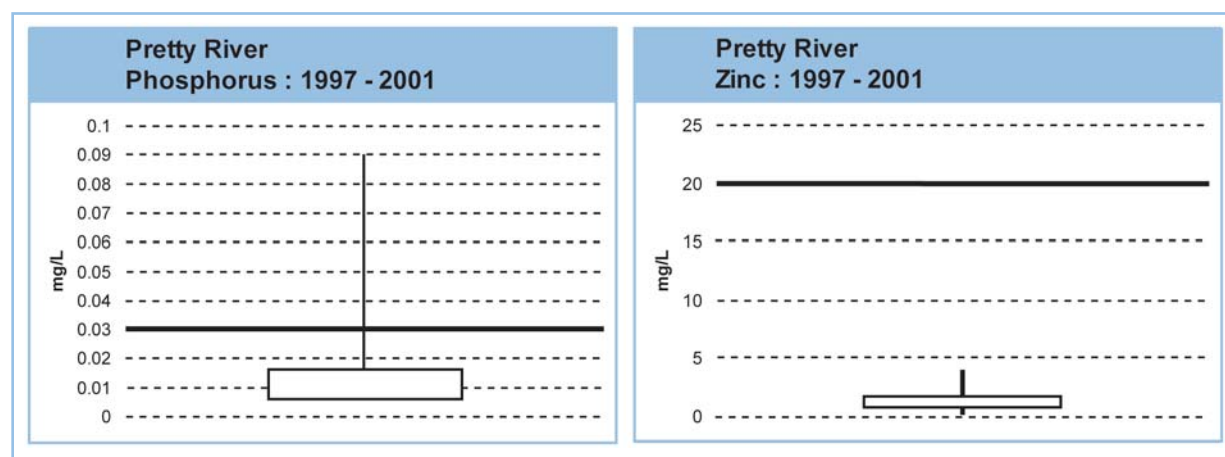 Pretty River
Phosphorus : 1997 - 2001
0.1
0.09
0.08
0.07
0.06
0.05
0.04
0.03
0.02
0.01
0
mg/L
Pretty River
Zinc : 1997 - 2001
25
20
15
10
5
0
mg/L